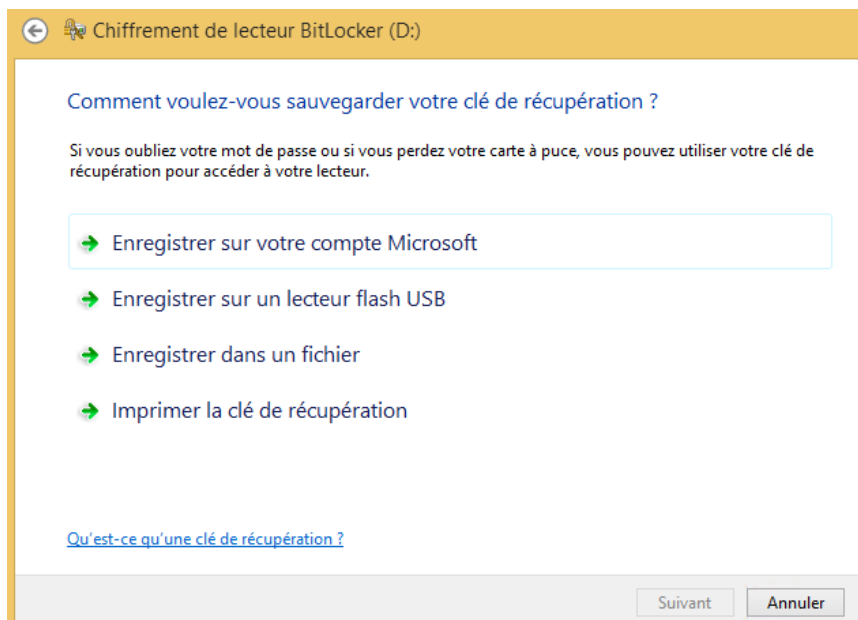 Chiffrement de lecteur BitLocker (D:)
Comment voulez-vous sauvegarder votre clé de récupération ?
Si vous oubliez votre mot de passe ou si vous perdez votre carte à puce, vous pouvez utiliser votre clé de
récupération pour accéder à votre lecteur.
Enregistrer sur votre compte Microsoft
Enregistrer sur un lecteur flash USB
Enregistrer dans un fichier
Imprimer la clé de récupération
Qu'est-ce qu'une clé de récupération ?
Suivant
Annuler